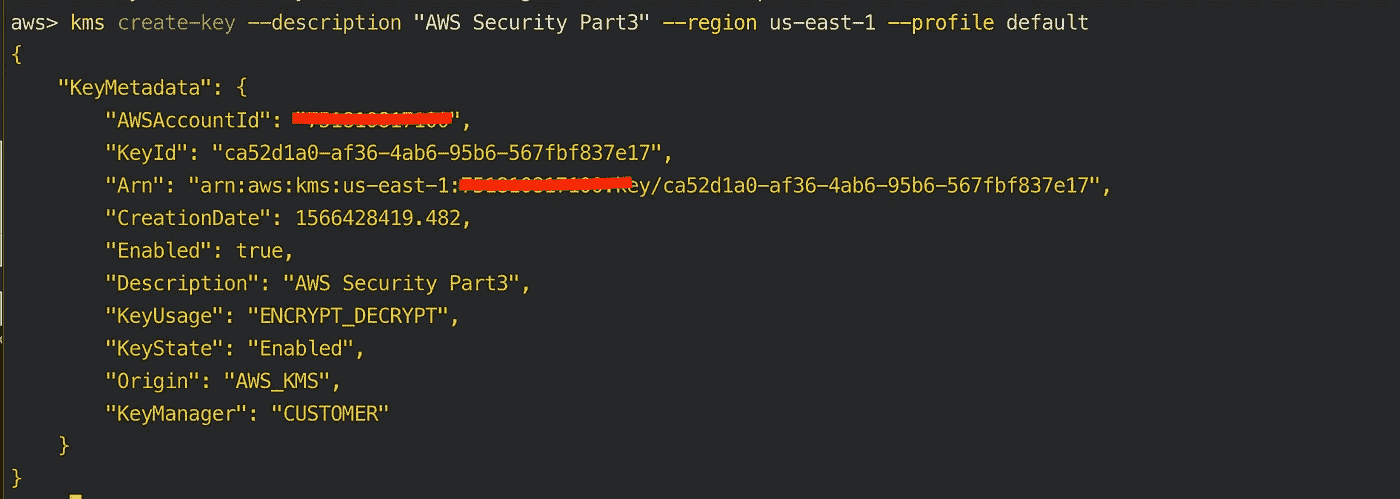 aws> kms create-key --description "AWS Security Part3" --region us-east-1 --profile default
{
"KeyMetadata": {
"AWSAccountId": ",
"KeyId": "ca52d1a0-af36-4ab6-95b6-567fbf837e17",
"Arn": "arn:aws:kms:us-east-1: key/ca52d1a0-af36-4ab6-95b6-567fbf837e17",
"CreationDate": 1566428419.482,
"Enabled": true,
"Description": "AWS Security Part3",
"KeyUsage": "ENCRYPT_DECRYPT",
"KeyState": "Enabled",
"Origin": "AWS_KMS",
"KeyManager": "CUSTOMER"
}
}